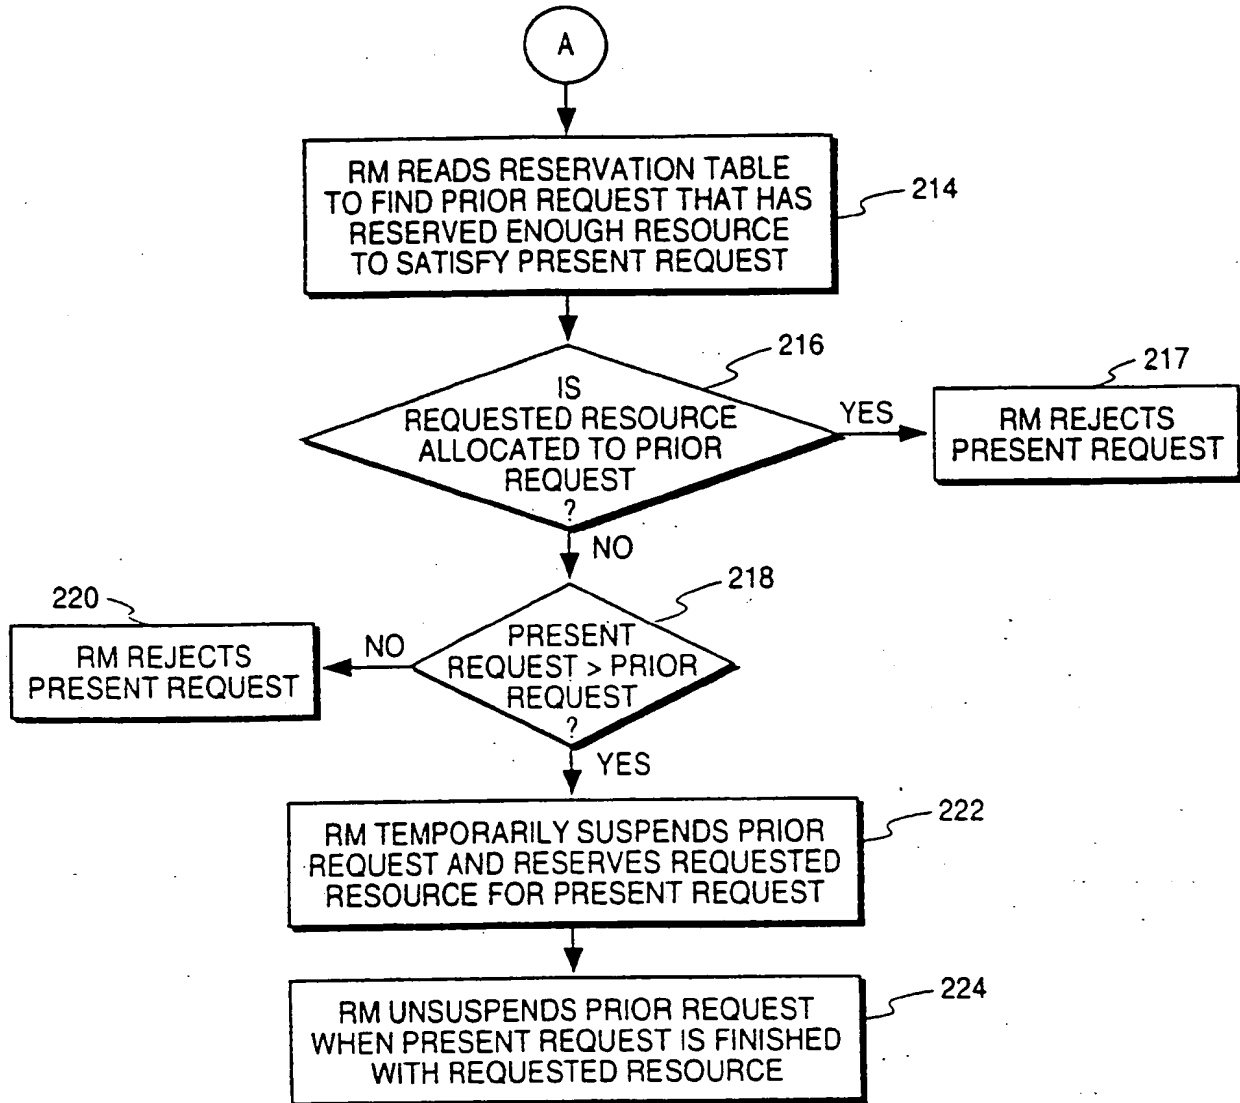 A
RM READS RESERVATION TABLE
TO FIND PRIOR REQUEST THAT HAS
RESERVED ENOUGH RESOURCE
TO SATISFY PRESENT REQUEST
214
216
IS
REQUESTED RESOURCE
ALLOCATED TO PRIOR
REQUEST
?
YES
217
RM REJECTS
PRESENT REQUEST
NO
218
PRESENT
REQUEST > PRIOR
REQUEST
?
NO
220
RM REJECTS
PRESENT REQUEST
YES
222
RM TEMPORARILY SUSPENDS PRIOR
REQUEST AND RESERVES REQUESTED
RESOURCE FOR PRESENT REQUEST
224
RM UNSUSPENDS PRIOR REQUEST
WHEN PRESENT REQUEST IS FINISHED
WITH REQUESTED RESOURCE